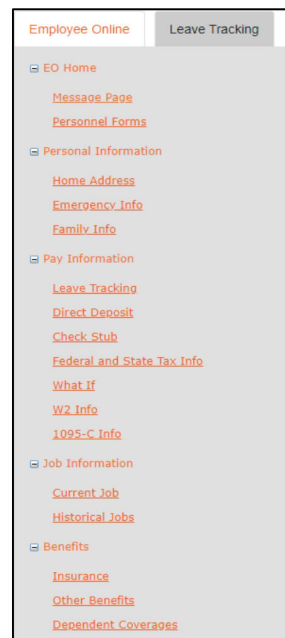 Employee Online
Leave Tracking
EO Home
Message Page
Personnel Forms
Personal Information
Home Address
Emergency Info
Family Info
Pay Information
Leave Tracking
Direct Deposit
Check Stub
Federal and State Tax Info
What If
W2 Info
1095-C Info
Job Information
Current Job
Historical Jobs
Benefits
Insurance
Other Benefits
Dependent Coverages